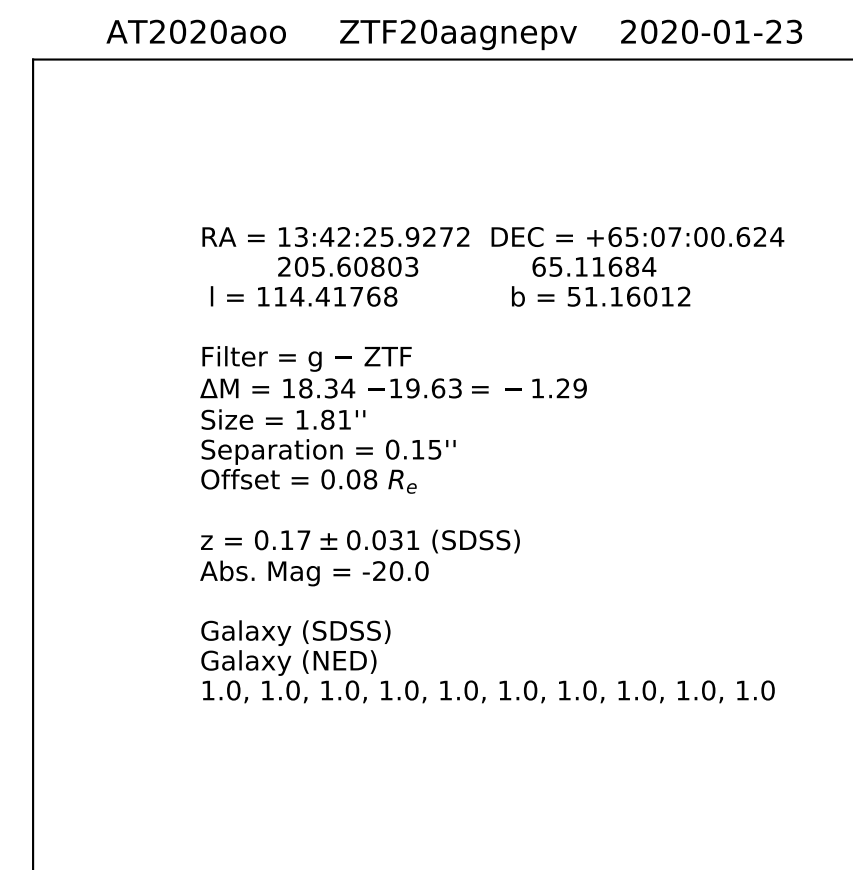 AT2020aoo ZTF20aagnepv 2020-01-23
RA = 13:42:25.9272 DEC = +65:07:00.624
205.60803 65.11684
l = 114.41768 b = 51.16012
Filter = g − ZTF
ΔM = 18.34 −19.63 = − 1.29
Size = 1.81''
Separation = 0.15''
Offset = 0.08 Re
z = 0.17 ± 0.031 (SDSS)
Abs. Mag = -20.0
Galaxy (SDSS)
Galaxy (NED)
1.0, 1.0, 1.0, 1.0, 1.0, 1.0, 1.0, 1.0, 1.0, 1.0